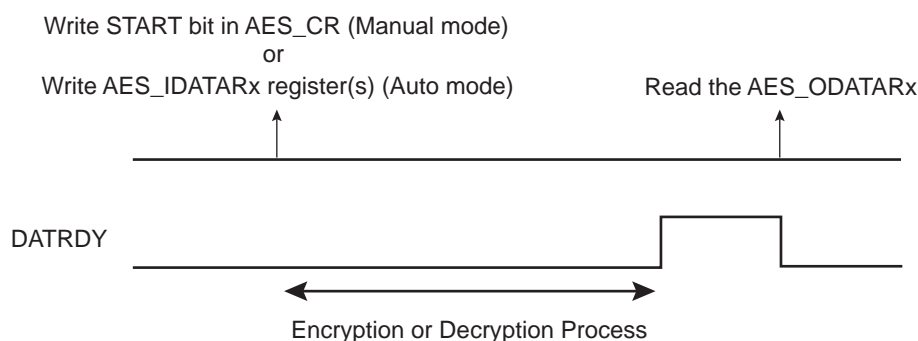 Write START bit in AES_CR (Manual mode)
or
Write AES_IDATARx register(s) (Auto mode)
Read the AES_ODATARx
DATRDY
Encryption or Decryption Process